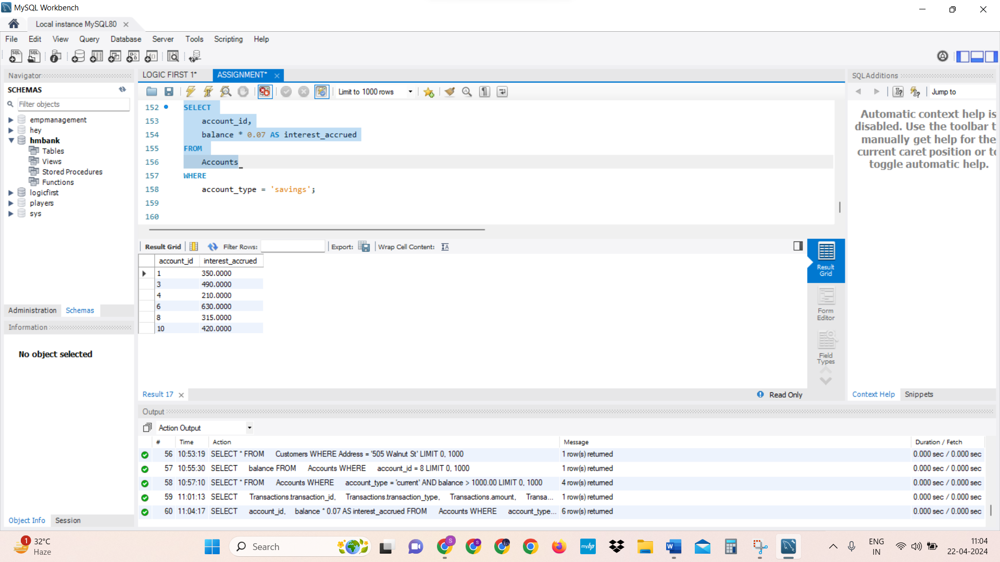 MySQL Workbench
Local instance MySQL80
File Edit View Query Database Server Tools Scripting Help
Navigator
SCHEMAS
Filter objects
empmanagement
hey
hmbank
Tables
Views
Stored Procedures
Functions
logicfirst
players
sys
Administration Schemas
Information
No object selected
Object Info Session
LOGIC FIRST 1* ASSIGNMENT*
Limit to 1000 rows
152 SELECT
153 account_id,
154 balance * 0.07 AS interest_accrued
155 FROM
156 Accounts
157 WHERE
158 account_type = 'savings';
159
160
Result Grid Filter Rows: Export: Wrap Cell Content:
account_id interest_accrued
1 350.0000
3 490.0000
4 210.0000
6 630.0000
8 315.0000
10 420.0000
Result
Grid
Form
Editor
Field
Types
Result 17 Read Only
SQLAdditions
Jump to
Automatic context help is
disabled. Use the toolbar t
manually get help for the
current caret position or to
toggle automatic help.
Context Help Snippets
Output
Action Output
# Time Action Message Duration / Fetch
56 10:53:19 SELECT * FROM Customers WHERE Address = '505 Walnut St' LIMIT 0, 1000 1 row(s) returned 0.000 sec / 0.000 sec
57 10:55:30 SELECT balance FROM Accounts WHERE account_id = 8 LIMIT 0, 1000 1 row(s) returned 0.000 sec / 0.000 sec
58 10:57:10 SELECT * FROM Accounts WHERE account_type = 'current' AND balance > 1000.00 LIMIT 0, 1000 4 row(s) returned 0.000 sec / 0.000 sec
59 11:01:13 SELECT Transactions.transaction_id, Transactions.transaction_type, Transactions.amount, Transa... 1 row(s) returned 0.000 sec / 0.000 sec
60 11:04:17 SELECT account_id, balance * 0.07 AS interest_accrued FROM Accounts WHERE account_type... 6 row(s) returned 0.000 sec / 0.000 sec
1
32°C
Haze
Search
S
S
myhp
W
ENG
IN
11:04
22-04-2024